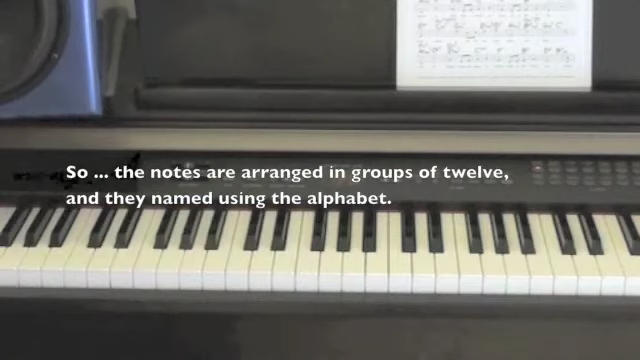 So ... the notes are arranged in groups of twelve,
and they named using the alphabet.